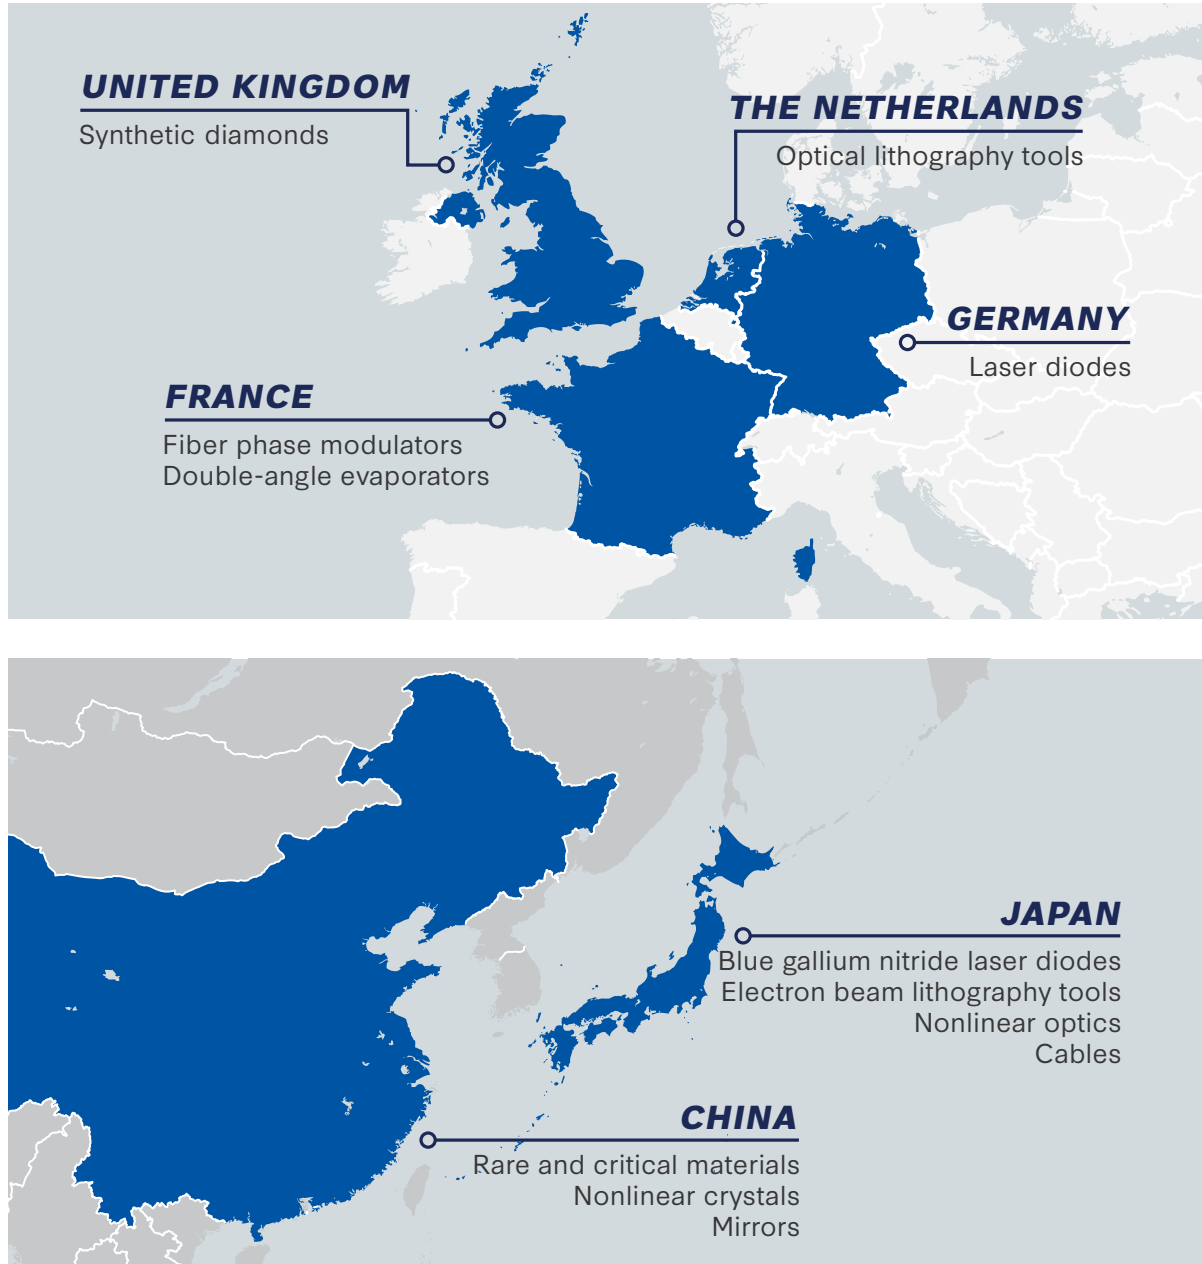 UNITED KINGDOM
Synthetic diamonds
THE NETHERLANDS
Optical lithography tools
GERMANY
Laser diodes
FRANCE
Fiber phase modulators
Double-angle evaporators
JAPAN
Blue gallium nitride laser diodes
Electron beam lithography tools
Nonlinear optics
Cables
CHINA
Rare and critical materials
Nonlinear crystals
Mirrors